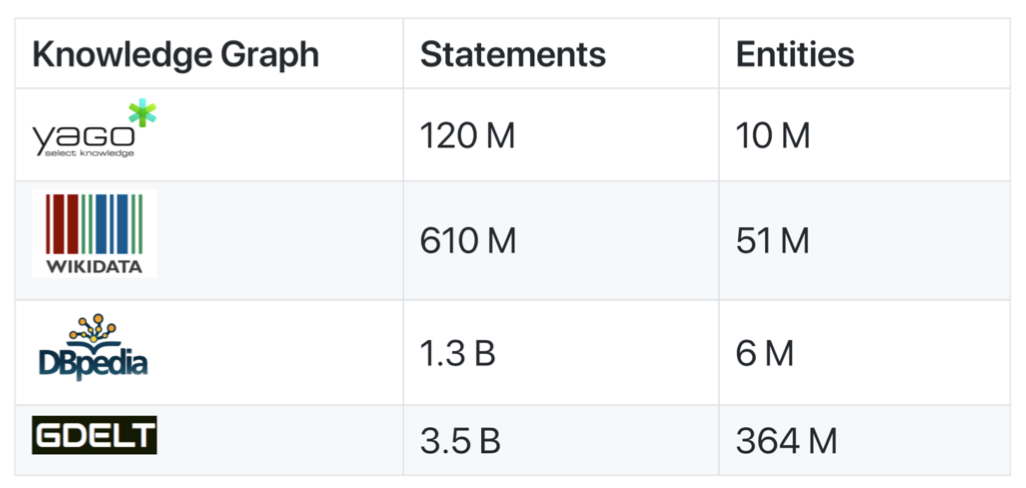 Knowledge Graph Statements Entities
yago select knowledge 120 M 10 M
WIKIDATA 610 M 51 M
DBpedia 1.3 B 6 M
GDELT 3.5 B 364 M